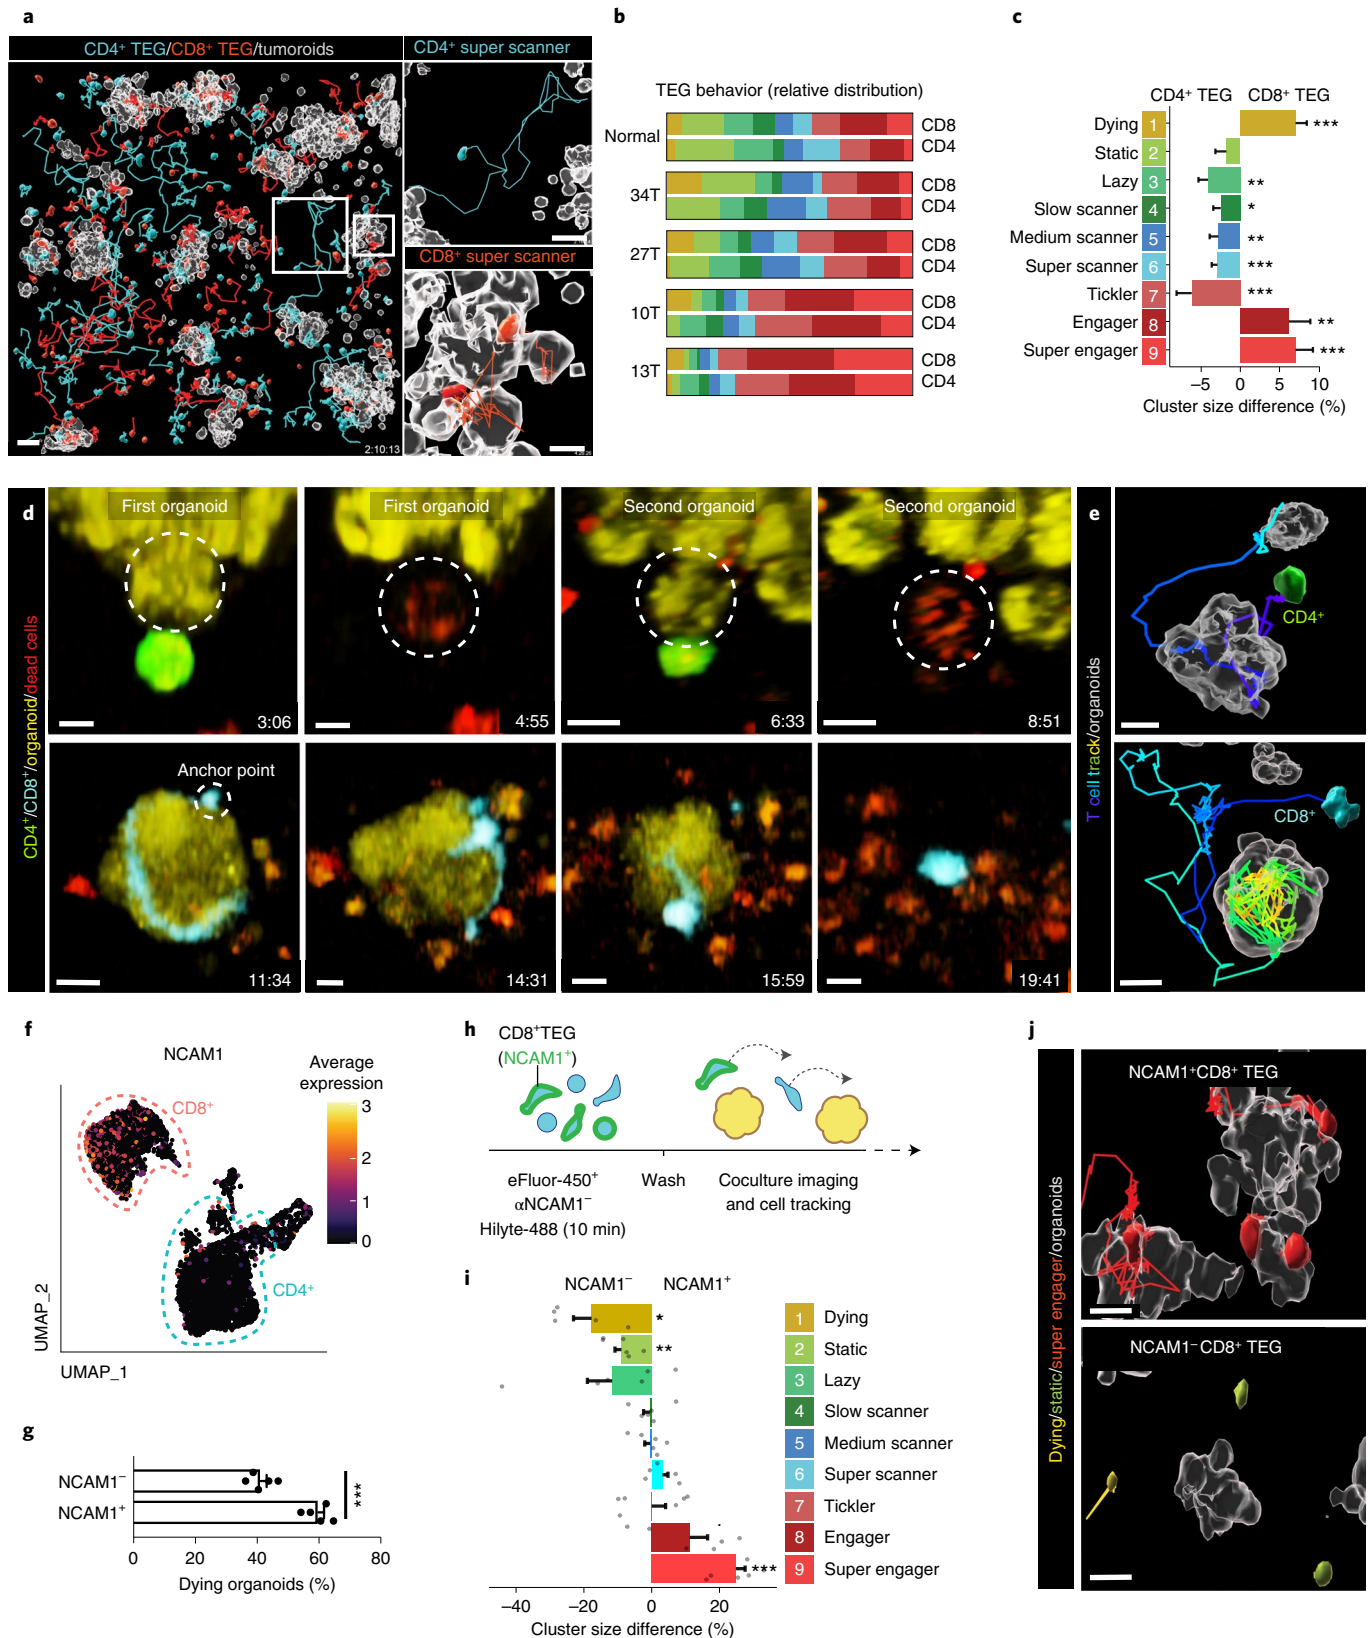 a
CD4⁺ TEG/CD8⁺ TEG/tumoroids
CD4⁺ super scanner
CD8⁺ super scanner
2:10:13
b
TEG behavior (relative distribution)
Normal
CD8
CD4
34T
CD8
CD4
27T
CD8
CD4
10T
CD8
CD4
13T
CD8
CD4
c
CD4⁺ TEG
CD8⁺ TEG
Dying 1 ***
Static 2
Lazy 3 **
Slow scanner 4 *
Medium scanner 5 **
Super scanner 6 ***
Tickler 7 ***
Engager 8 **
Super engager 9 ***
–5 0 5 10
Cluster size difference (%)
d
CD4⁺/CD8⁺/organoid/dead cells
First organoid
3:06
First organoid
4:55
Second organoid
6:33
Second organoid
8:51
Anchor point
11:34
14:31
15:59
19:41
e
T cell track/organoids
CD4⁺
CD8⁺
f
NCAM1
Average
expression
3
2
1
0
CD8⁺
CD4⁺
UMAP_2
UMAP_1
g
NCAM1⁻
NCAM1⁺
***
0 20 40 60 80
Dying organoids (%)
h
CD8⁺TEG
(NCAM1⁺)
eFluor-450⁺
αNCAM1⁻
Hilyte-488 (10 min)
Wash
Coculture imaging
and cell tracking
i
NCAM1⁻
NCAM1⁺
* 1 Dying
** 2 Static
3 Lazy
4 Slow scanner
5 Medium scanner
6 Super scanner
7 Tickler
8 Engager
*** 9 Super engager
–40 –20 0 20
Cluster size difference (%)
j
Dying/static/super engager/organoids
NCAM1⁺CD8⁺ TEG
NCAM1⁻CD8⁺ TEG